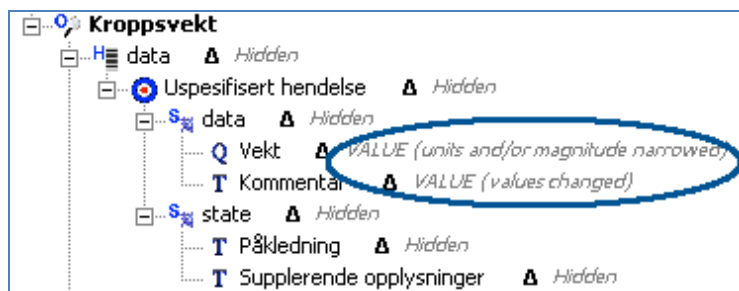 Kroppsvekt
data Δ Hidden
Uspesifisert hendelse Δ Hidden
data Δ Hidden
Q Vekt Δ VALUE (units and/or magnitude narrowed)
T Kommentar Δ VALUE (values changed)
state Δ Hidden
T Påkledning Δ Hidden
T Supplerende opplysninger Δ Hidden